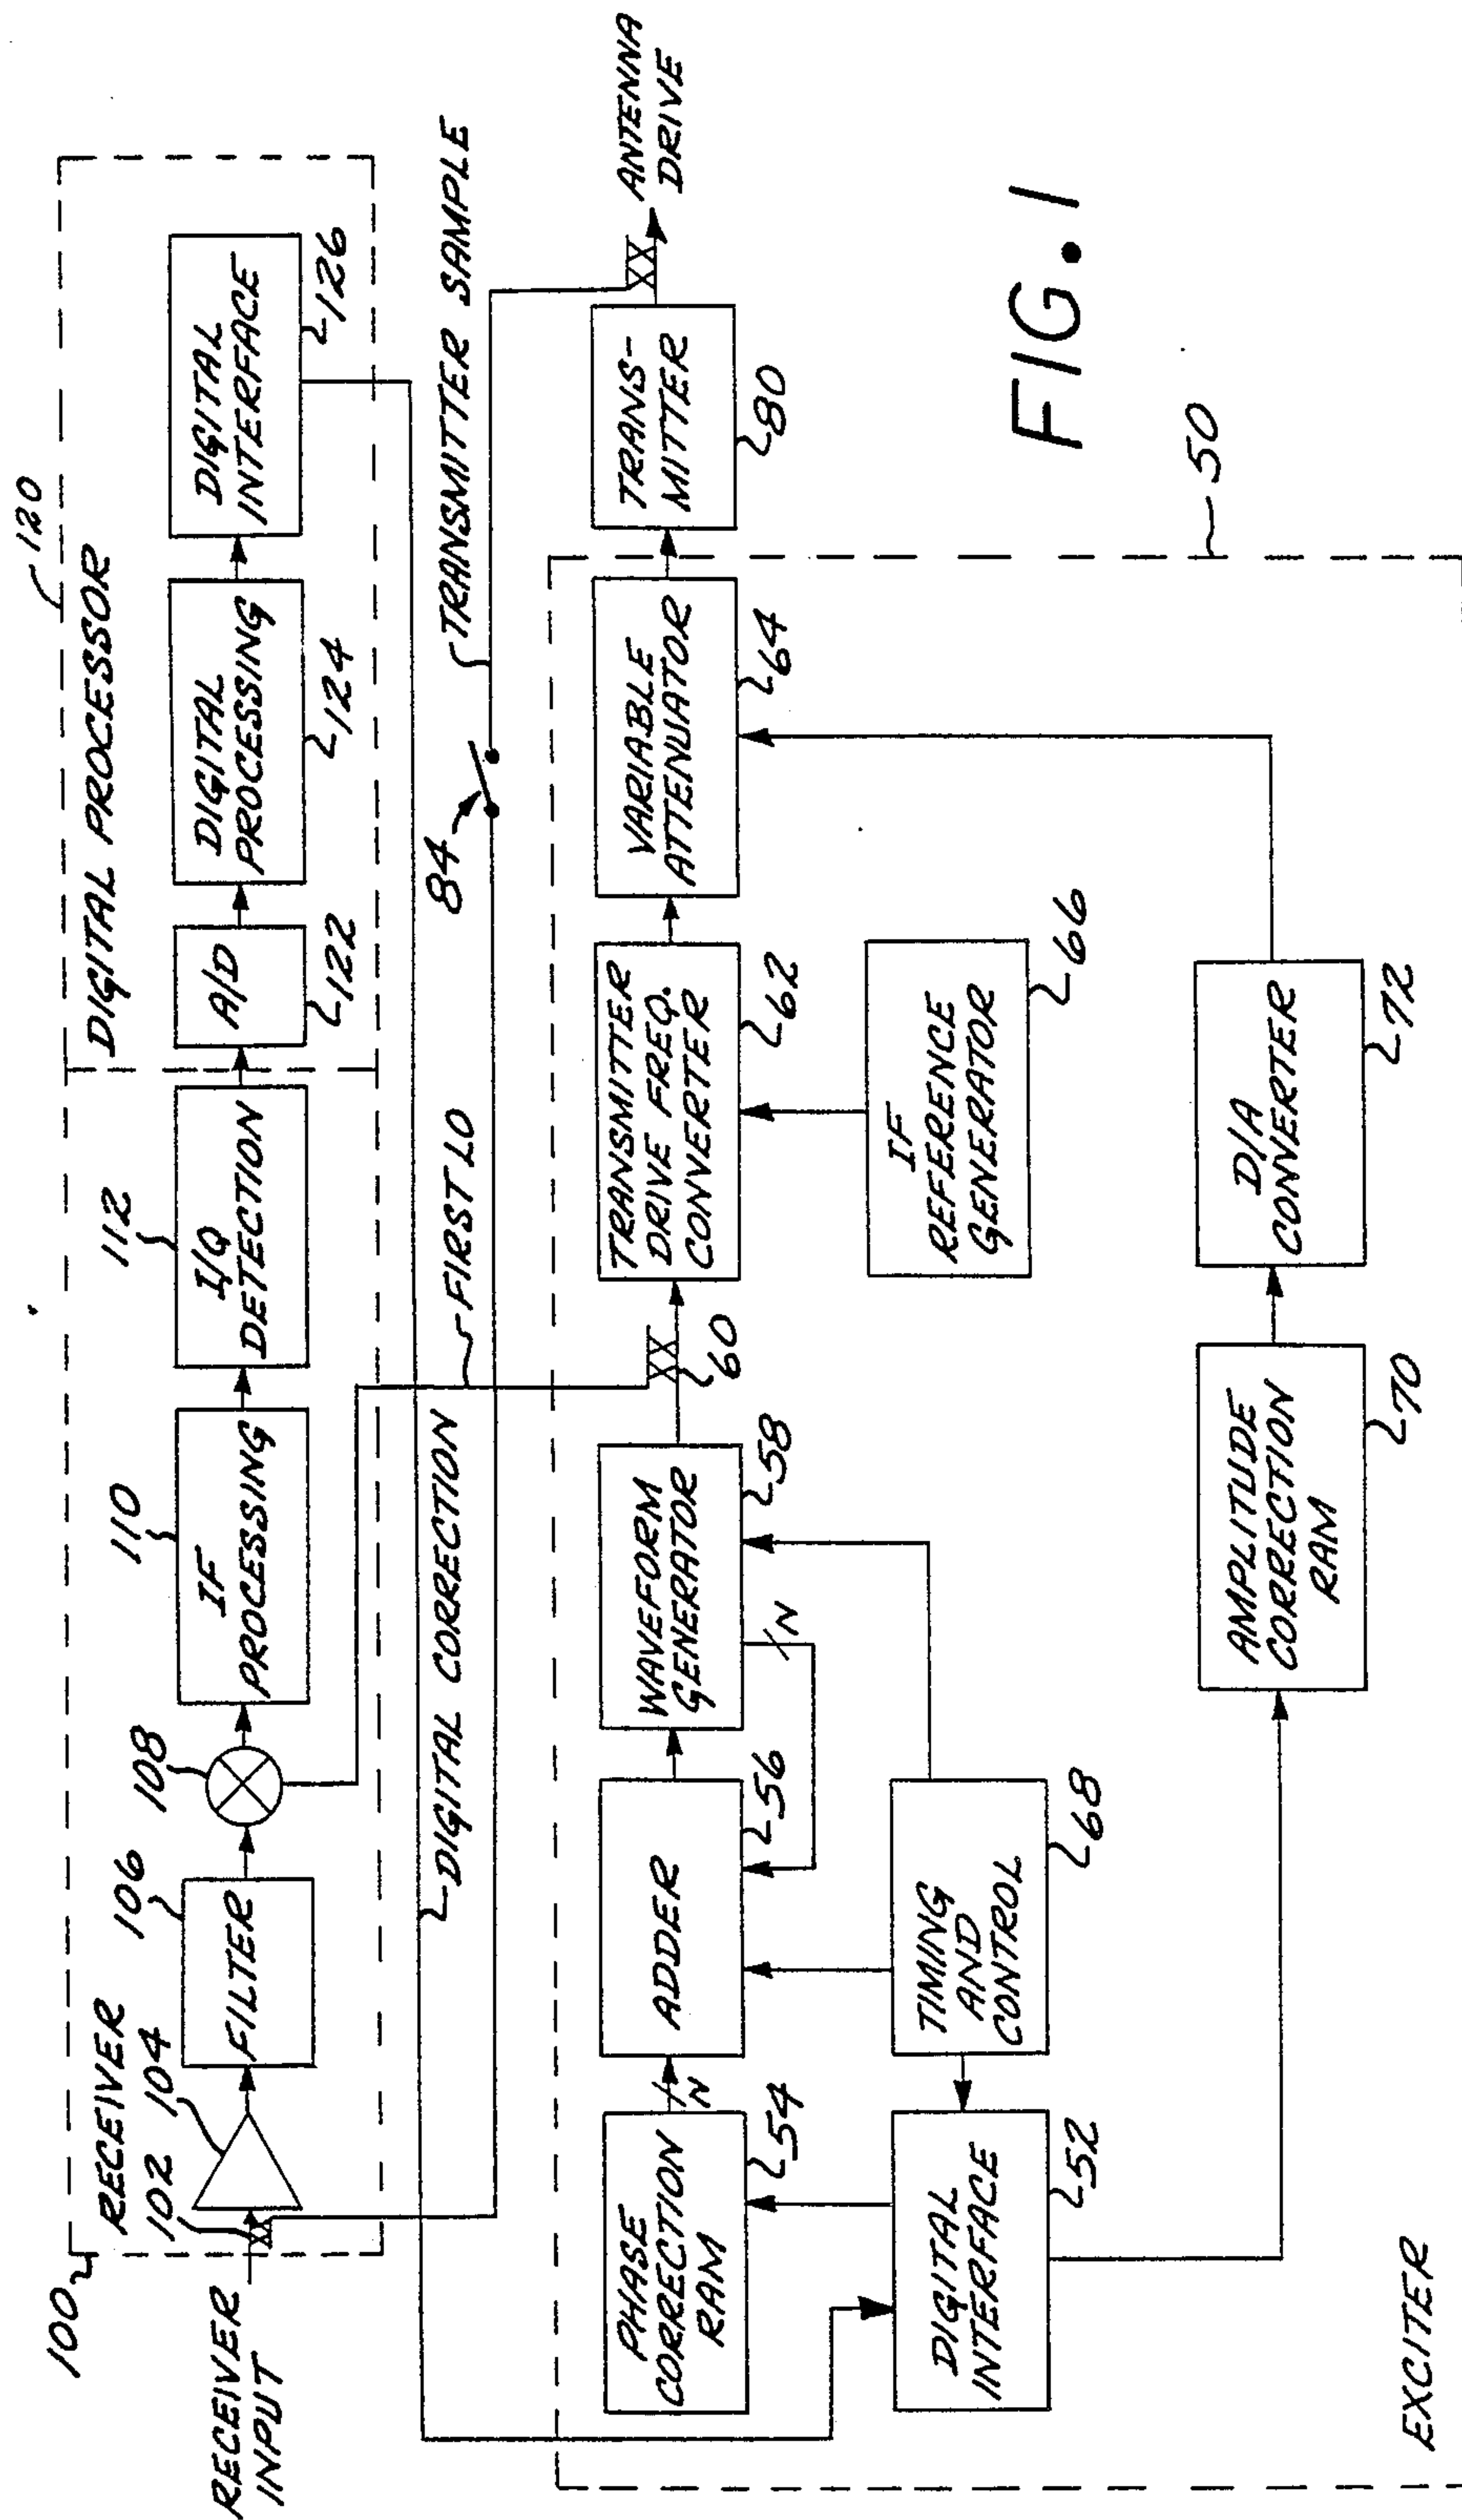 100
RECEIVER
INPUT
RECEIVER
102
104
106
FILTER
108
110
IF
PROCESSING
112
I/Q
DETECTION
120
DIGITAL PROCESSOR
A/D
122
DIGITAL
PROCESSING
124
DIGITAL
INTERFACE
126
DIGITAL CORRECTION
FIRST LO
84
TRANSMITTER SAMPLE
PHASE
CORRECTION
RAM
54
N
ADDER
56
WAVEFORM
GENERATOR
58
N
60
TRANSMITTER
DRIVE FREQ.
CONVERTER
62
VARIABLE
ATTENUATOR
64
TRANS-
MITTER
80
ANTENNA
DRIVE
DIGITAL
INTERFACE
52
TIMING
AND
CONTROL
68
IF
REFERENCE
GENERATOR
66
AMPLITUDE
CORRECTION
RAM
70
D/A
CONVERTER
72
50
EXCITER
FIG. 1